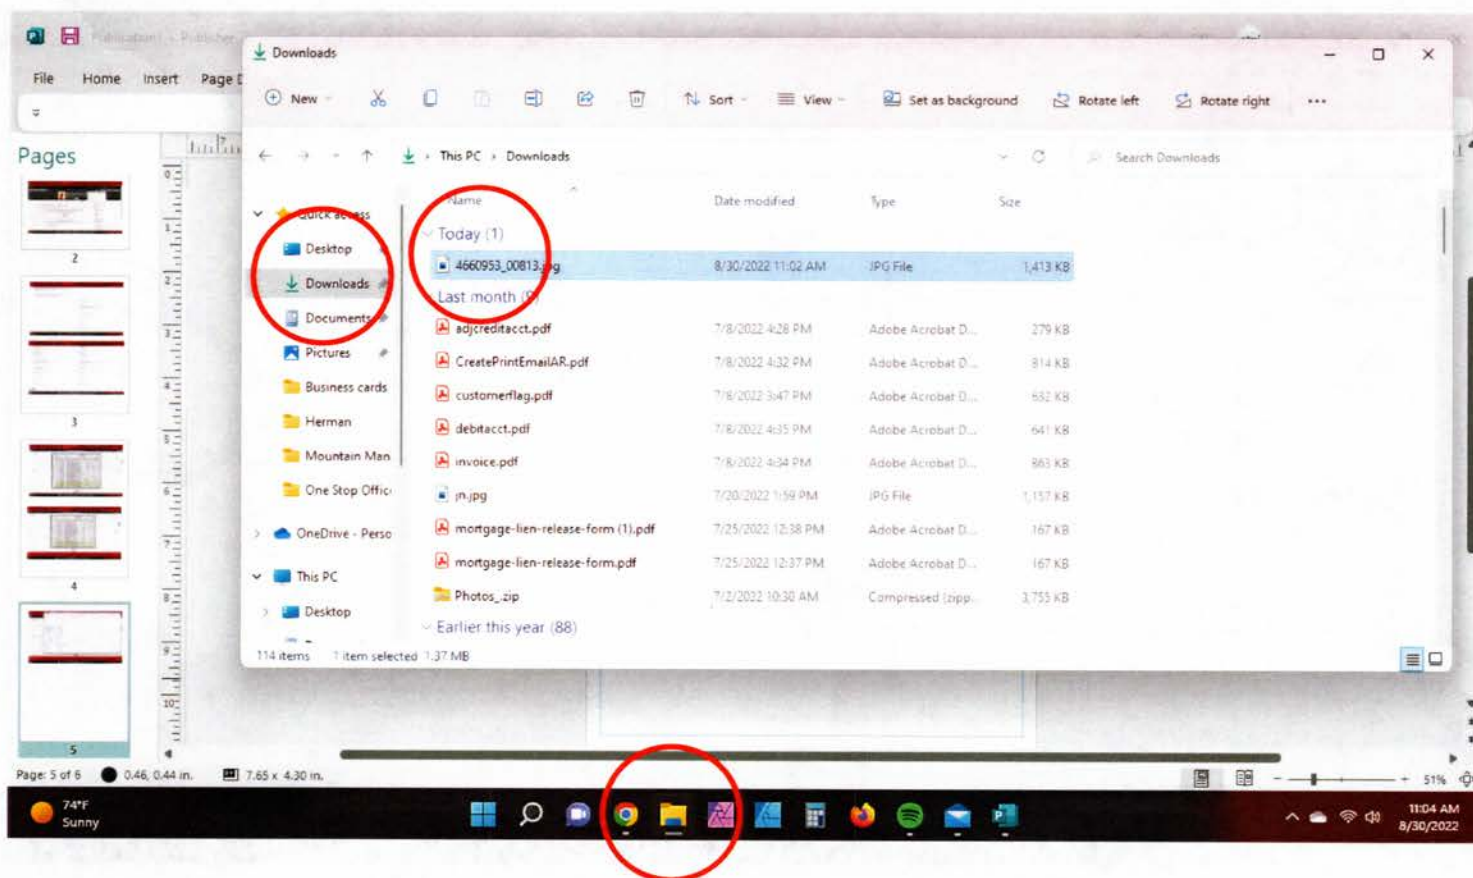 Publication1 - Publisher
File Home Insert Page D
Downloads
New Sort View Set as background Rotate left Rotate right
This PC > Downloads
Search Downloads
Pages
2
3
4
5
Quick access
Desktop
Downloads
Documents
Pictures
Business cards
Herman
Mountain Man
One Stop Offic
OneDrive - Perso
This PC
Desktop
Name Date modified Type Size
Today (1)
4660953_00813.jpg 8/30/2022 11:02 AM JPG File 1,413 KB
Last month (9)
adjcreditacct.pdf 7/8/2022 4:28 PM Adobe Acrobat D... 279 KB
CreatePrintEmailAR.pdf 7/8/2022 4:32 PM Adobe Acrobat D... 814 KB
customerflag.pdf 7/8/2022 3:47 PM Adobe Acrobat D... 632 KB
debitacct.pdf 7/8/2022 4:35 PM Adobe Acrobat D... 641 KB
invoice.pdf 7/8/2022 4:34 PM Adobe Acrobat D... 863 KB
jn.jpg 7/20/2022 1:59 PM JPG File 1,157 KB
mortgage-lien-release-form (1).pdf 7/25/2022 12:38 PM Adobe Acrobat D... 167 KB
mortgage-lien-release-form.pdf 7/25/2022 12:37 PM Adobe Acrobat D... 167 KB
Photos_.zip 7/2/2022 10:30 AM Compressed (zipp... 3,755 KB
Earlier this year (88)
114 items 1 item selected 1.37 MB
Page: 5 of 6 0.46, 0.44 in. 7.65 x 4.30 in. 51%
74°F
Sunny
11:04 AM
8/30/2022